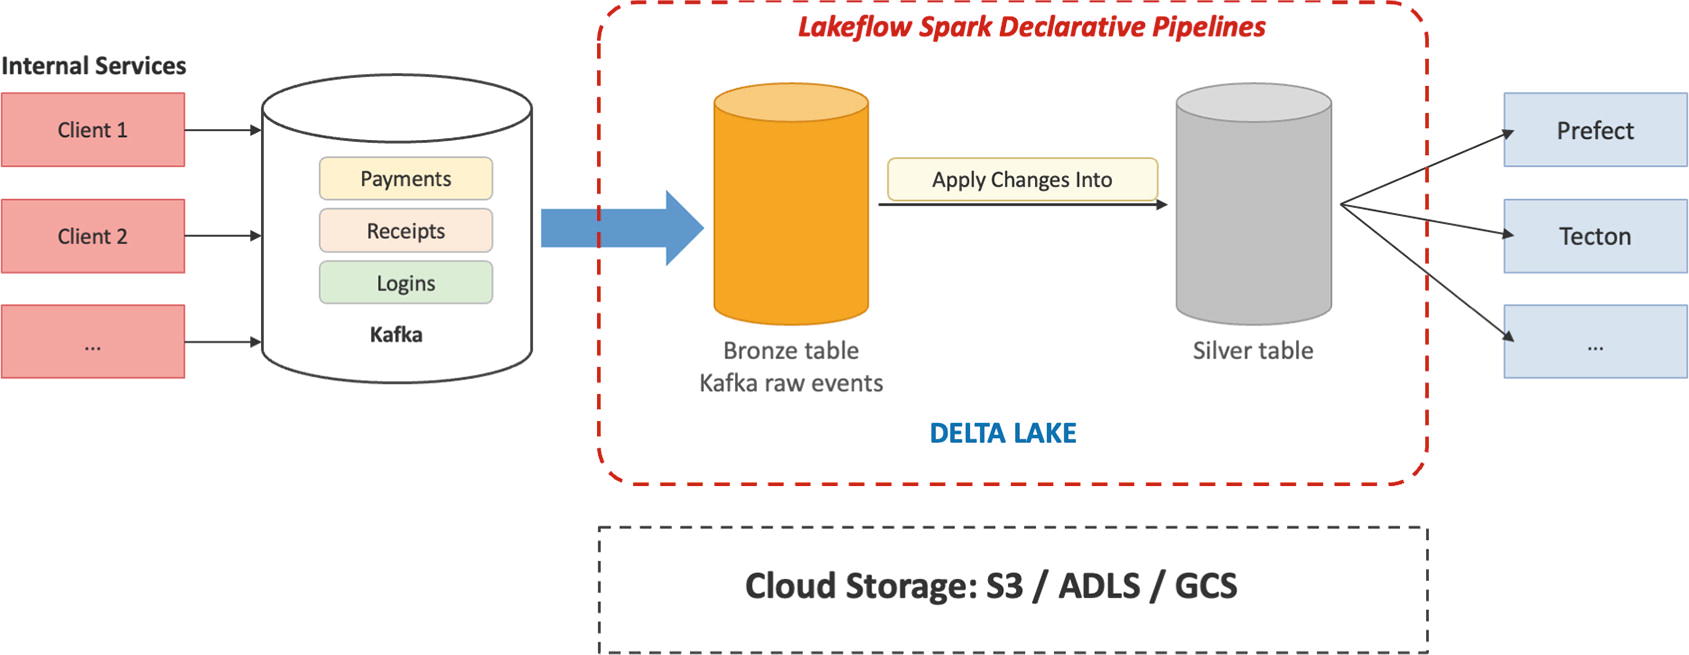 Lakeflow Spark Declarative Pipelines
Internal Services
Client 1
Client 2
...
Payments
Receipts
Logins
Kafka
Bronze table
Kafka raw events
Apply Changes Into
Silver table
DELTA LAKE
Prefect
Tecton
...
Cloud Storage: S3 / ADLS / GCS